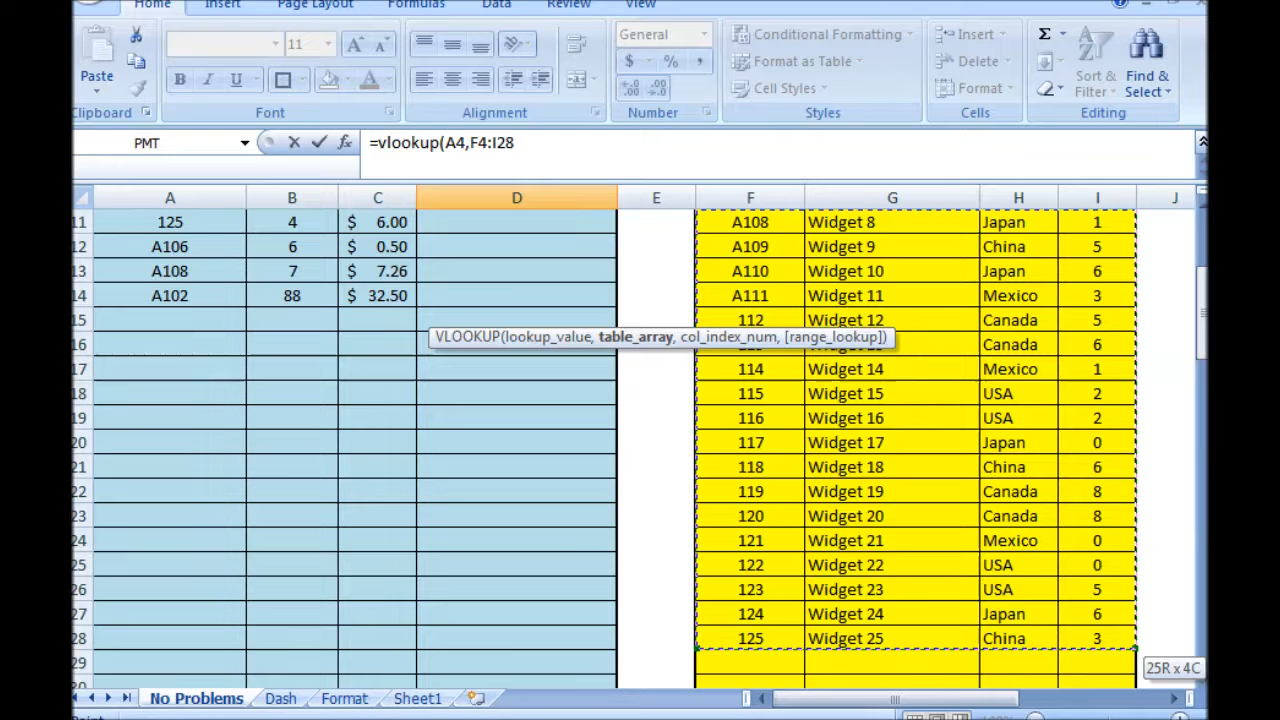 Home Insert Page Layout Formulas Data Review View
Paste
11
General
Conditional Formatting
Format as Table
Cell Styles
Insert
Delete
Format
Σ
Sort & Filter
Find & Select
B I U A
$ % ,
Clipboard Font Alignment Number Styles Cells Editing
PMT fx =vlookup(A4,F4:I28
A B C D E F G H I J
11 125 4 $ 6.00 A108 Widget 8 Japan 1
12 A106 6 $ 0.50 A109 Widget 9 China 5
13 A108 7 $ 7.26 A110 Widget 10 Japan 6
14 A102 88 $ 32.50 A111 Widget 11 Mexico 3
15 112 Widget 12 Canada 5
VLOOKUP(lookup_value, table_array, col_index_num, [range_lookup])
16 Canada 6
17 114 Widget 14 Mexico 1
18 115 Widget 15 USA 2
19 116 Widget 16 USA 2
20 117 Widget 17 Japan 0
21 118 Widget 18 China 6
22 119 Widget 19 Canada 8
23 120 Widget 20 Canada 8
24 121 Widget 21 Mexico 0
25 122 Widget 22 USA 0
26 123 Widget 23 USA 5
27 124 Widget 24 Japan 6
28 125 Widget 25 China 3
29
25R x 4C
No Problems Dash Format Sheet1